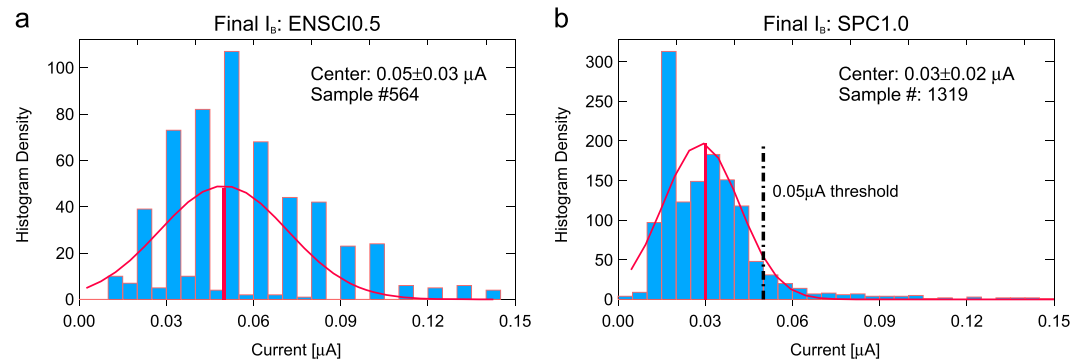 a
Final I_B: ENSCI0.5
Center: 0.05±0.03 μA
Sample #564
Histogram Density
100
80
60
40
20
0
0.00 0.03 0.06 0.09 0.12 0.15
Current [μA]
b
Final I_B: SPC1.0
Center: 0.03±0.02 μA
Sample #: 1319
0.05μA threshold
Histogram Density
300
250
200
150
100
50
0
0.00 0.03 0.06 0.09 0.12 0.15
Current [μA]